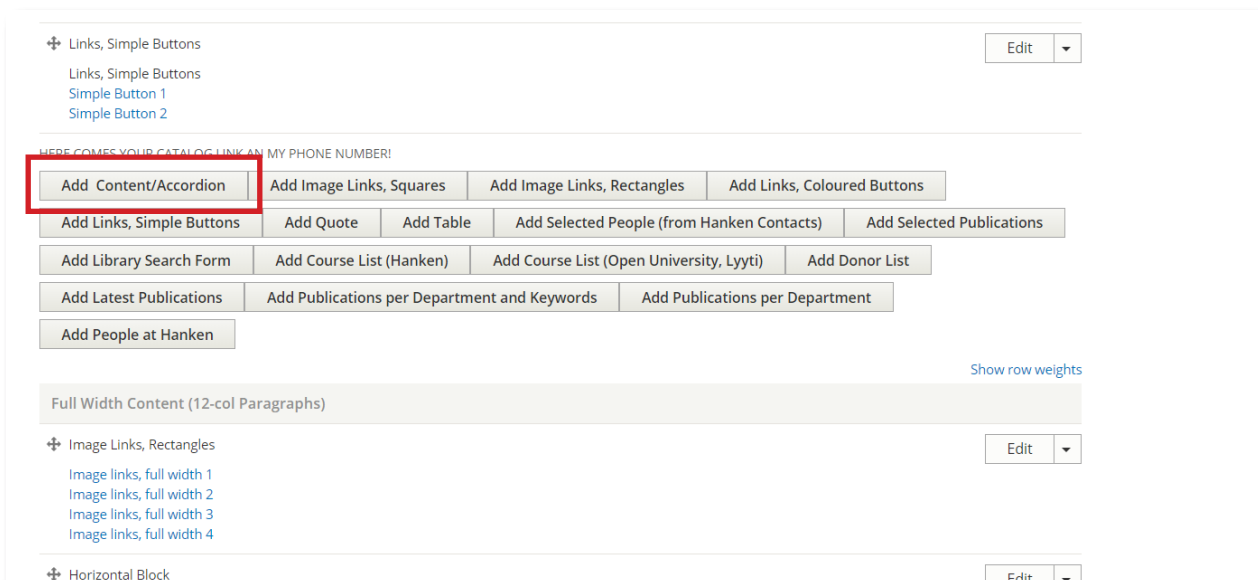 Links, Simple Buttons
Edit
Links, Simple Buttons
Simple Button 1
Simple Button 2
HERE COMES YOUR CATALOG LINK AN MY PHONE NUMBER!
Add Content/Accordion Add Image Links, Squares Add Image Links, Rectangles Add Links, Coloured Buttons
Add Links, Simple Buttons Add Quote Add Table Add Selected People (from Hanken Contacts) Add Selected Publications
Add Library Search Form Add Course List (Hanken) Add Course List (Open University, Lyyti) Add Donor List
Add Latest Publications Add Publications per Department and Keywords Add Publications per Department
Add People at Hanken
Show row weights
Full Width Content (12-col Paragraphs)
Image Links, Rectangles
Edit
Image links, full width 1
Image links, full width 2
Image links, full width 3
Image links, full width 4
Horizontal Block
Edit